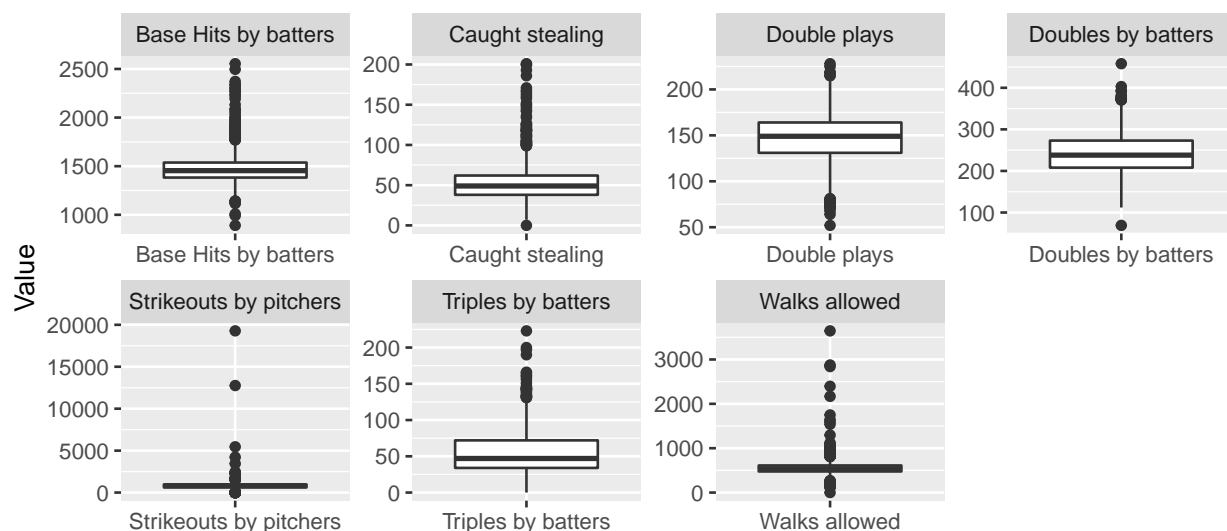 Base Hits by batters
Caught stealing
Double plays
Doubles by batters
2500
2000
1500
1000
200
150
100
50
0
200
150
100
50
400
300
200
100
Base Hits by batters
Caught stealing
Double plays
Doubles by batters
Value
Strikeouts by pitchers
Triples by batters
Walks allowed
20000
15000
10000
5000
0
200
150
100
50
0
3000
2000
1000
0
Strikeouts by pitchers
Triples by batters
Walks allowed